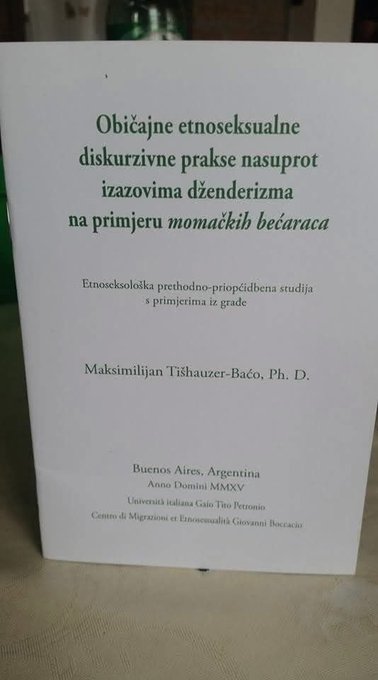 Običajne etnoseksualne
diskurzivne prakse nasuprot
izazovima dženderizma
na primjeru momačkih bećaraca
Etnoseksološka prethodno-priopćidbena studija
s primjerima iz građe
Maksimilijan Tišhauzer-Baćo, Ph. D.
Buenos Aires, Argentina
Anno Domini MMXV
Università italiana Gaio Tito Petronio
Centro di Migrazioni et Etnosessualità Giovanni Boccacio